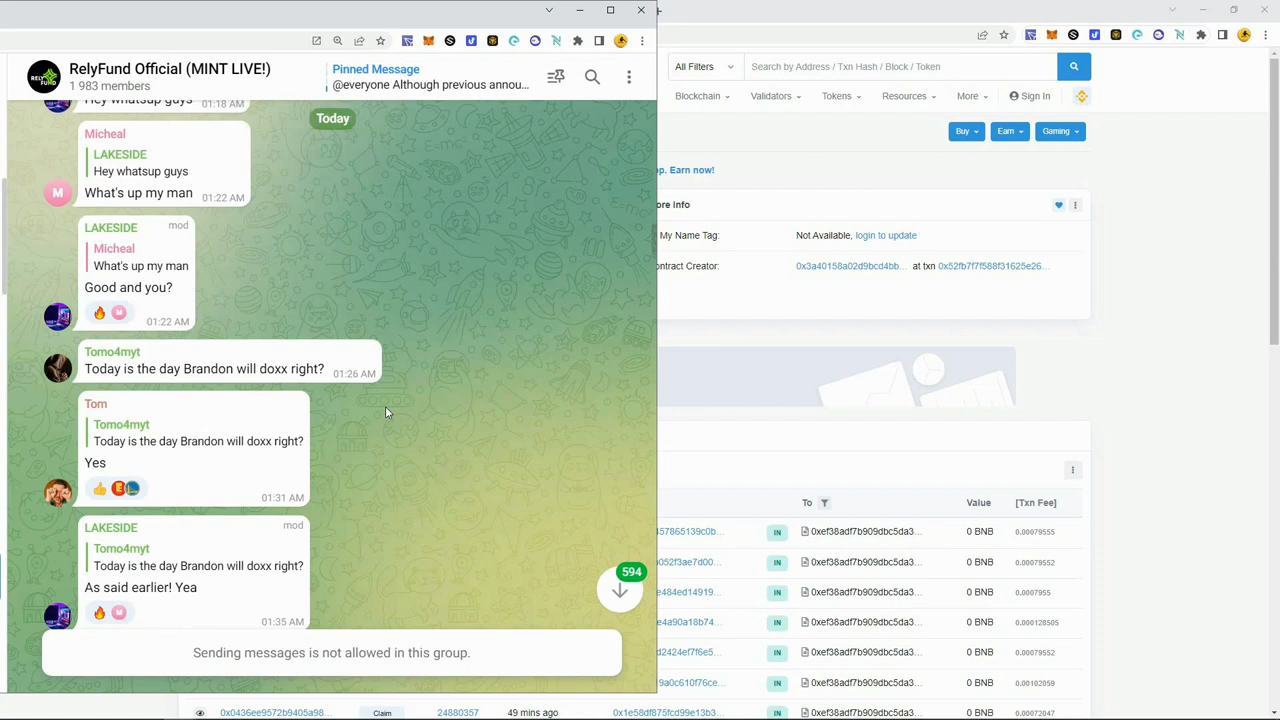 RelyFund Official (MINT LIVE!)
1 983 members
Pinned Message
@everyone Although previous annou...
Hey whatsup guys
01:18 AM
Today
Micheal
LAKESIDE
Hey whatsup guys
What's up my man
01:22 AM
M
LAKESIDE
mod
Micheal
What's up my man
Good and you?
M
01:22 AM
Tomo4myt
Today is the day Brandon will doxx right?
01:26 AM
Tom
Tomo4myt
Today is the day Brandon will doxx right?
Yes
01:31 AM
LAKESIDE
mod
Tomo4myt
Today is the day Brandon will doxx right?
As said earlier! Yea
M
01:35 AM
594
Sending messages is not allowed in this group.
All Filters
Search by Address / Txn Hash / Block / Token
Blockchain
Validators
Tokens
Resources
More
Sign In
Buy
Earn
Gaming
op. Earn now!
ore Info
My Name Tag:
Not Available, login to update
ontract Creator:
0x3a40158a02d9bcd4bb... at txn 0x52fb7f7f588f31625e26...
To
Value
[Txn Fee]
457865139c0b...
IN
0xef38adf7b909dbc5da3...
0 BNB
0.00079555
b052f3ae7d00...
IN
0xef38adf7b909dbc5da3...
0 BNB
0.00079552
e484ed14919...
IN
0xef38adf7b909dbc5da3...
0 BNB
0.0007955
e4a90a18b74...
IN
0xef38adf7b909dbc5da3...
0 BNB
0.000128505
d2424ef7f56...
IN
0xef38adf7b909dbc5da3...
0 BNB
0.00079552
19a0c610f76ce...
IN
0xef38adf7b909dbc5da3...
0 BNB
0.00102059
0x0436ee9572b9405a98...
Claim
24880357
49 mins ago
0x1e58df875fcd99e13b3...
IN
0xef38adf7b909dbc5da3...
0 BNB
0.00072047